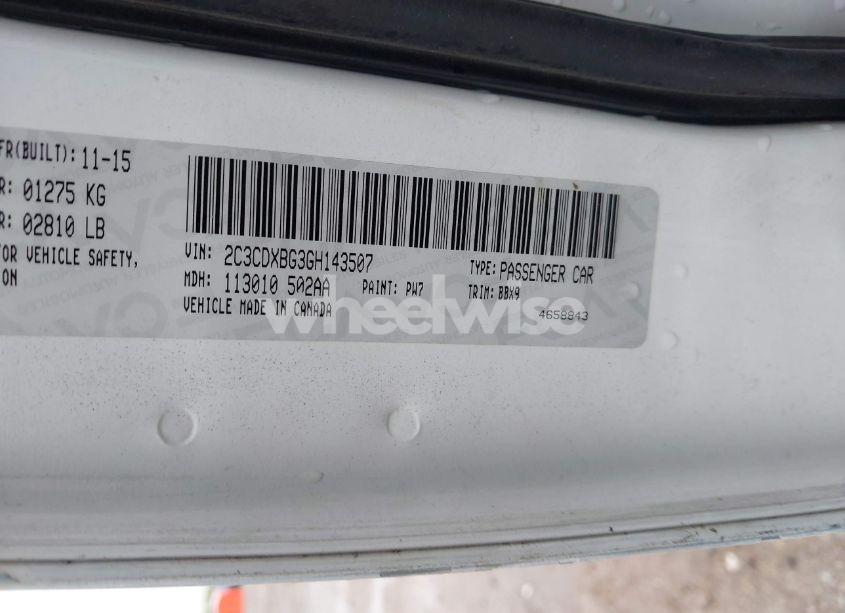 FR(BUILT): 11-15
R: 01275 KG
R: 02810 LB
OR VEHICLE SAFETY,
ON
VIN: 2C3CDXBG3GH143507
TYPE: PASSENGER CAR
MDH: 113010 502AA
PAINT: PW7
TRIM: BBX9
VEHICLE MADE IN CANADA
4658843
wheelwise